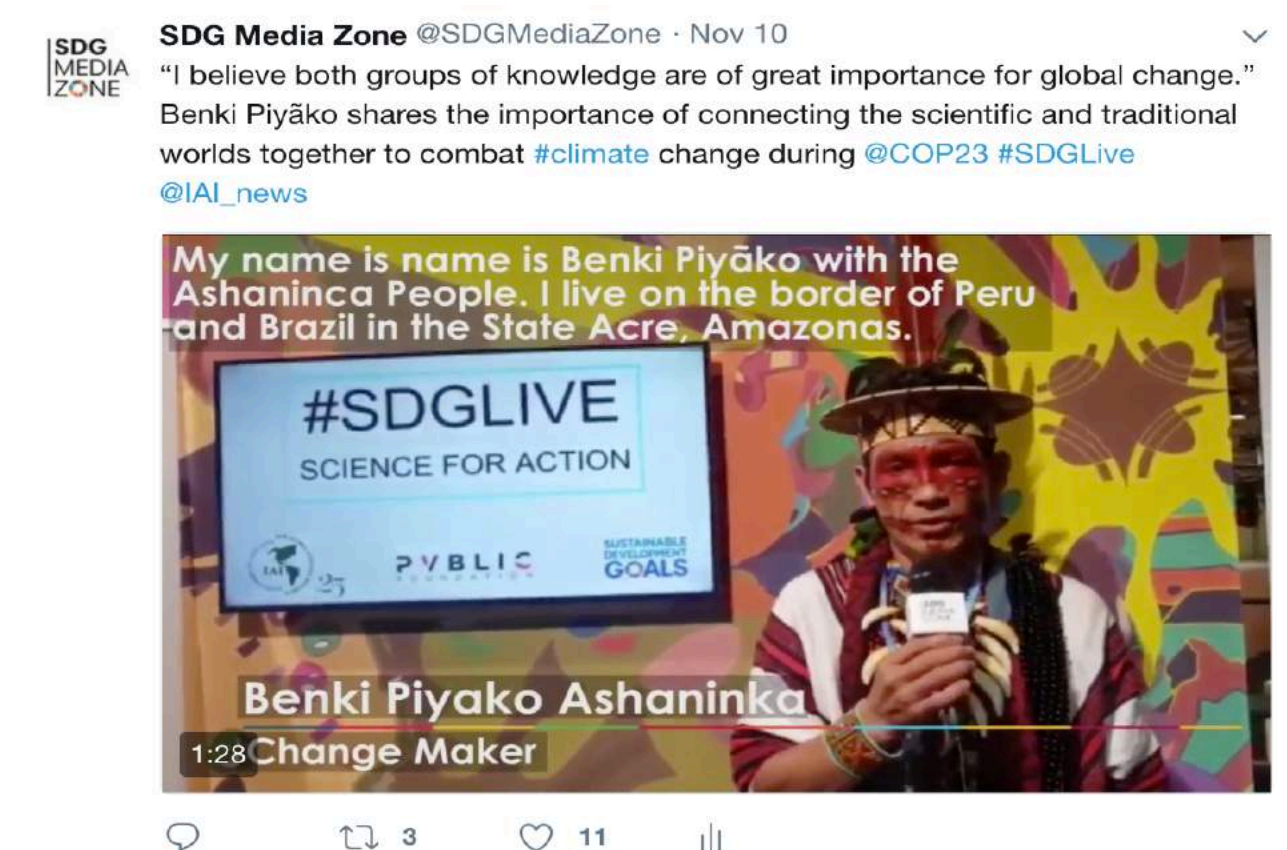 SDG
MEDIA
ZONE
SDG Media Zone @SDGMediaZone · Nov 10
“I believe both groups of knowledge are of great importance for global change.”
Benki Piyãko shares the importance of connecting the scientific and traditional
worlds together to combat #climate change during @COP23 #SDGLive
@IAI_news
My name is name is Benki Piyãko with the
Ashaninca People. I live on the border of Peru
and Brazil in the State Acre, Amazonas.
#SDGLIVE
SCIENCE FOR ACTION
IAI
25
PVBLIC
FOUNDATION
SUSTAINABLE
DEVELOPMENT
GOALS
Benki Piyako Ashaninka
1:28 Change Maker
3 11